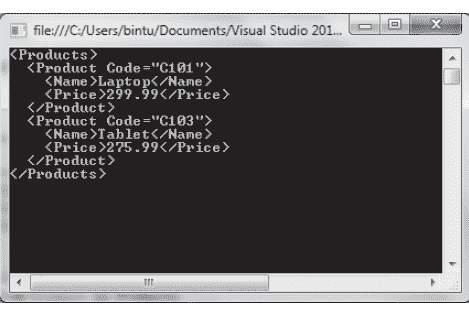 file:///C:/Users/bintu/Documents/Visual Studio 201...
<Products>
  <Product Code="C101">
    <Name>Laptop</Name>
    <Price>299.99</Price>
  </Product>
  <Product Code="C103">
    <Name>Tablet</Name>
    <Price>275.99</Price>
  </Product>
</Products>